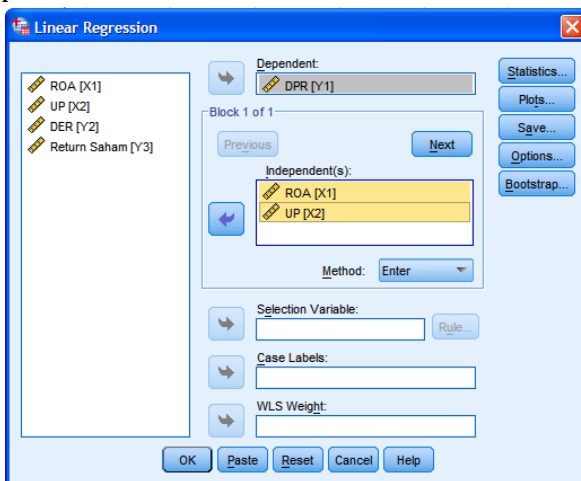 Linear Regression
ROA [X1]
UP [X2]
DER [Y2]
Return Saham [Y3]
Dependent:
DPR [Y1]
Block 1 of 1
Previous
Next
Independent(s):
ROA [X1]
UP [X2]
Method: Enter
Selection Variable:
Rule...
Case Labels:
WLS Weight:
Statistics...
Plots...
Save...
Options...
Bootstrap...
OK Paste Reset Cancel Help